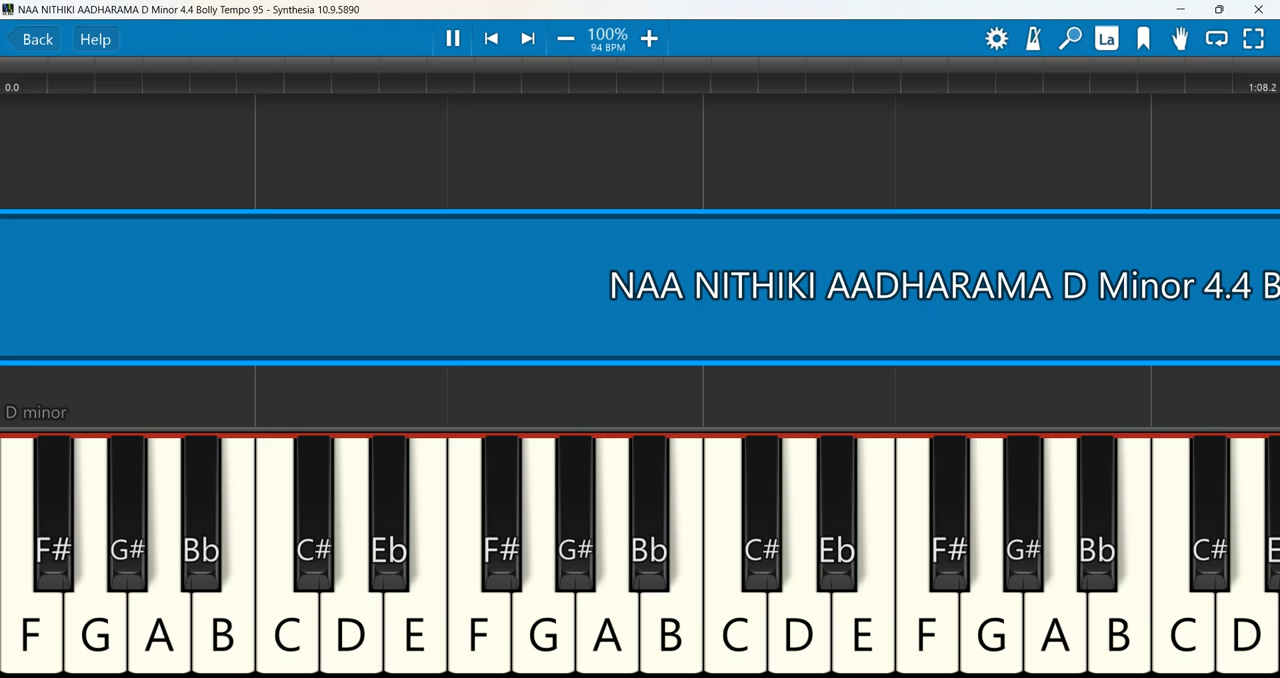 NAA NITHIKI AADHARAMA D Minor 4.4 Bolly Tempo 95 - Synthesia 10.9.5890
Back Help 100% La
94 BPM
0.0 1:08.2
NAA NITHIKI AADHARAMA D Minor 4.4 B
D minor
F# G# Bb C# Eb F# G# Bb C# Eb F# G# Bb C# E
F G A B C D E F G A B C D E F G A B C D